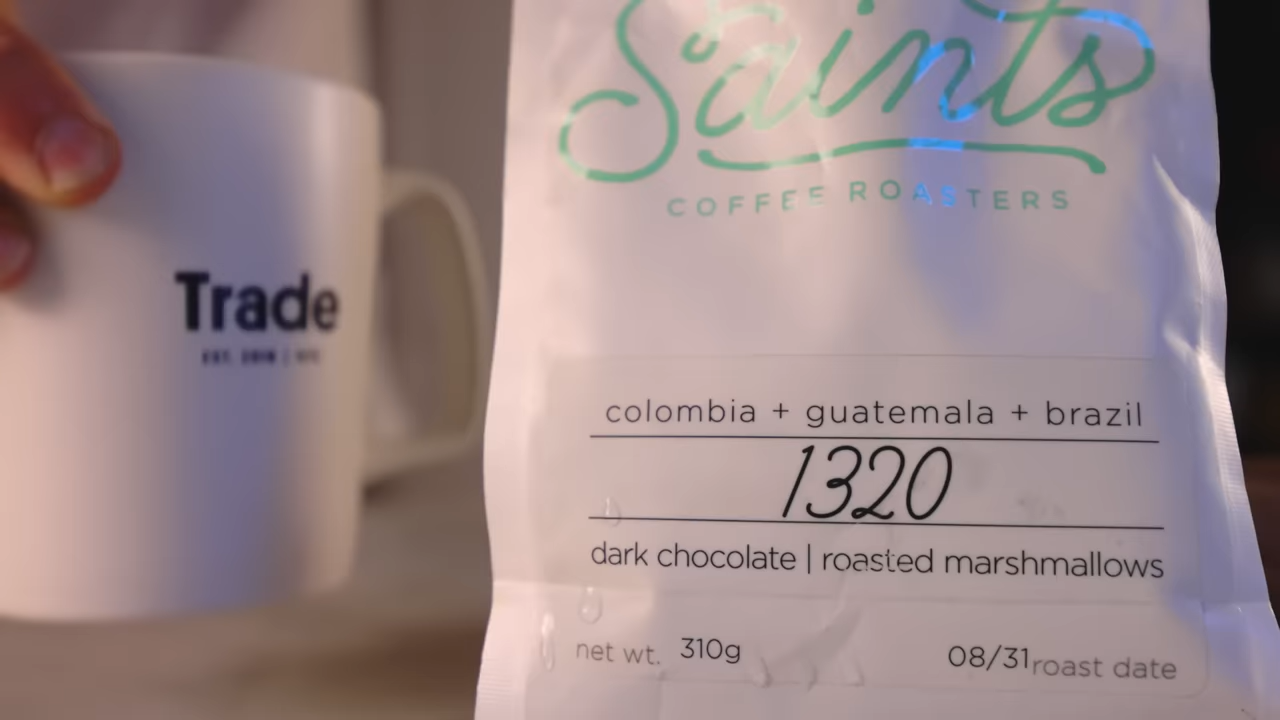 Trade
Saints
COFFEE ROASTERS
colombia + guatemala + brazil
1320
dark chocolate | roasted marshmallows
net wt. 310g
08/31 roast date